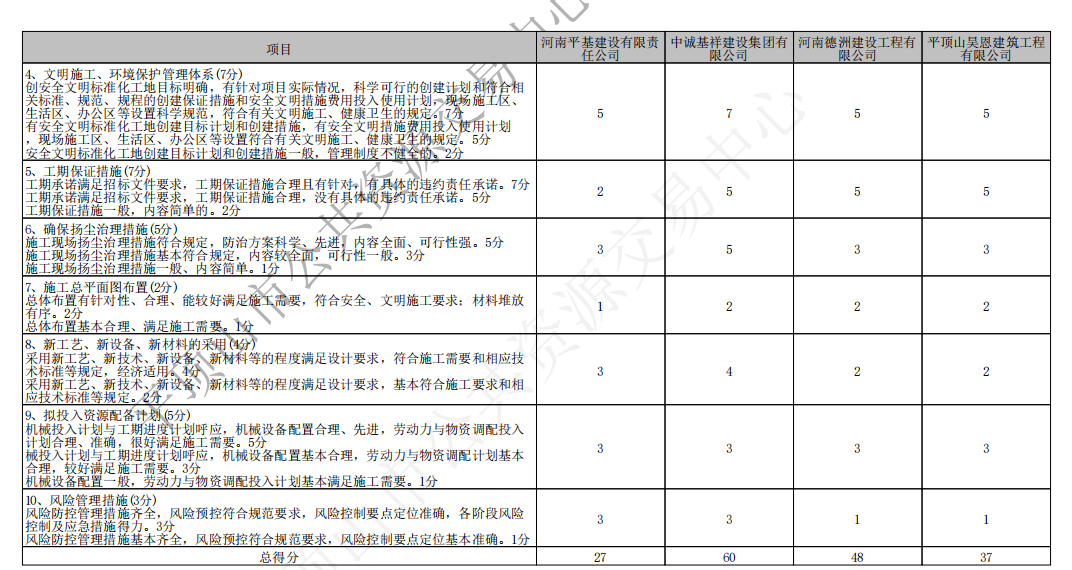 项目 河南平基建设有限责任公司 中诚基祥建设集团有限公司 河南德洲建设工程有限公司 平顶山昊恩建筑工程有限公司
4、文明施工、环境保护管理体系(7分)
创安全文明标准化工地目标明确，有针对项目实际情况，科学可行的创建计划和符合相
关标准、规范、规程的创建保证措施和安全文明措施费用投入使用计划，现场施工区、
生活区、办公区等设置科学规范，符合有关文明施工、健康卫生的规定。7分
有安全文明标准化工地创建目标计划和创建措施，有安全文明措施费用投入使用计划
，现场施工区、生活区、办公区等设置符合有关文明施工、健康卫生的规定。5分
安全文明标准化工地创建目标计划和创建措施一般，管理制度不健全的。2分
5 7 5 5
5、工期保证措施(7分)
工期承诺满足招标文件要求，工期保证措施合理且有针对，有具体的违约责任承诺。7分
工期承诺满足招标文件要求，工期保证措施合理，没有具体的违约责任承诺。5分
工期保证措施一般，内容简单的。2分
2 5 5 5
6、确保扬尘治理措施(5分)
施工现场扬尘治理措施符合规定，防治方案科学、先进，内容全面、可行性强。5分
施工现场扬尘治理措施基本符合规定，内容较全面，可行性一般。3分
施工现场扬尘治理措施一般、内容简单。1分
3 5 3 3
7、施工总平面图布置(2分)
总体布置有针对性、合理、能较好满足施工需要，符合安全、文明施工要求；材料堆放
有序。2分
总体布置基本合理、满足施工需要。1分
1 2 2 2
8、新工艺、新设备、新材料的采用(4分)
采用新工艺、新技术、新设备、新材料等的程度满足设计要求，符合施工需要和相应技
术标准等规定，经济适用。4分
采用新工艺、新技术、新设备、新材料等的程度满足设计要求，基本符合施工要求和相
应技术标准等规定。2分
3 4 2 2
9、拟投入资源配备计划(5分)
机械投入计划与工期进度计划呼应，机械设备配置合理、先进，劳动力与物资调配投入
计划合理、准确，很好满足施工需要。5分
械投入计划与工期进度计划呼应，机械设备配置基本合理，劳动力与物资调配计划基本
合理，较好满足施工需要。3分
机械设备配置一般，劳动力与物资调配投入计划基本满足施工需要。1分
3 3 3 3
10、风险管理措施(3分)
风险防控管理措施齐全，风险预控符合规范要求，风险控制要点定位准确，各阶段风险
控制及应急措施得力。3分
风险防控管理措施基本齐全，风险预控符合规范要求，风险控制要点定位基本准确。1分
3 3 1 1
总得分 27 60 48 37
平顶山市公共资源交易中心
顶山市公共资源交易中心